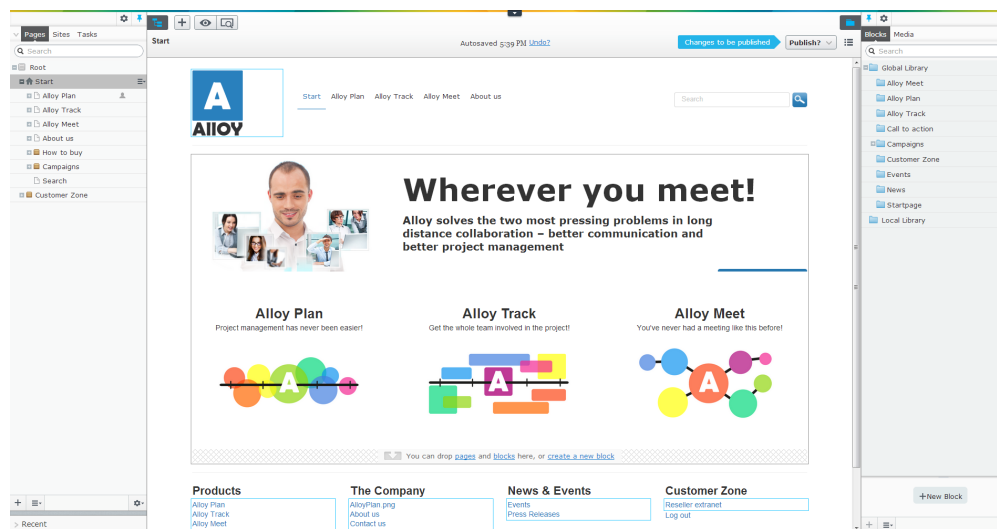 Pages Sites Tasks
Search
Root
Start
Alloy Plan
Alloy Track
Alloy Meet
About us
How to buy
Campaigns
Search
Customer Zone
Recent
Start
Autosaved 5:39 PM Undo?
Changes to be published
Publish?
A
Alloy
Start Alloy Plan Alloy Track Alloy Meet About us
Search
Wherever you meet!
Alloy solves the two most pressing problems in long
distance collaboration – better communication and
better project management
Alloy Plan
Project management has never been easier!
A
Alloy Track
Get the whole team involved in the project!
A
Alloy Meet
You've never had a meeting like this before!
A
You can drop pages and blocks here, or create a new block
Products
Alloy Plan
Alloy Track
Alloy Meet
The Company
AlloyPlan.png
About us
Contact us
News & Events
Events
Press Releases
Customer Zone
Reseller extranet
Log out
Blocks Media
Search
Global Library
Alloy Meet
Alloy Plan
Alloy Track
Call to action
Campaigns
Customer Zone
Events
News
Startpage
Local Library
+New Block